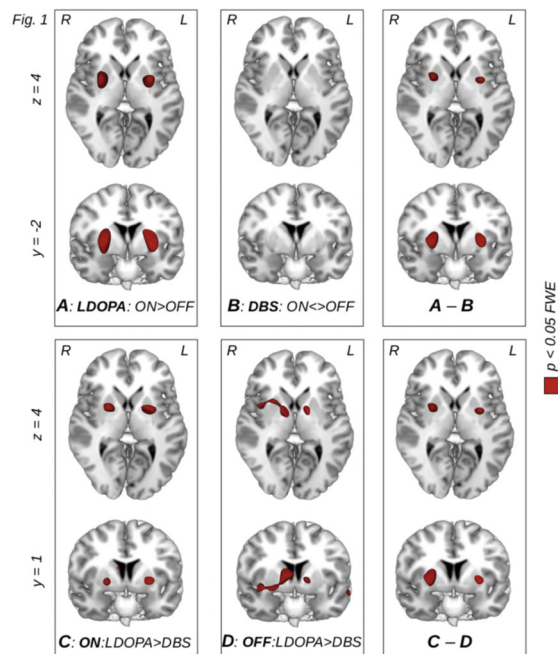 Fig. 1
R L
R L
R L
z = 4
y = -2
A: LDOPA: ON>OFF
B: DBS: ON<>OFF
A – B
p < 0.05 FWE
R L
R L
R L
z = 4
y = 1
C: ON:LDOPA>DBS
D: OFF:LDOPA>DBS
C – D